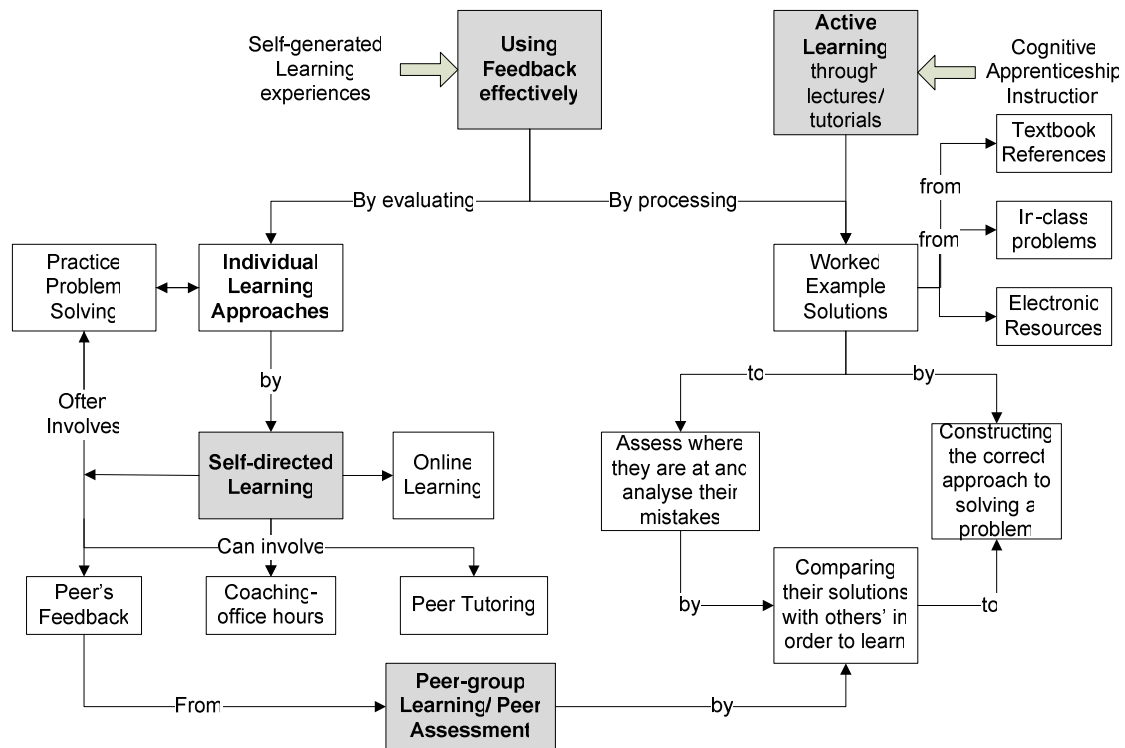 Self-generated
Learning
experiences
Using
Feedback
effectively
Active
Learning
through
lectures/
tutorials
Cognitive
Apprenticeship
Instruction
Textbook
References
from
By evaluating
By processing
In-class
problems
from
Practice
Problem
Solving
Individual
Learning
Approaches
Worked
Example
Solutions
Electronic
Resources
by
to
by
Often
Involves
Self-directed
Learning
Online
Learning
Assess where
they are at and
analyse their
mistakes
Constructing
the correct
approach to
solving a
problem
Can involve
Peer's
Feedback
Coaching-
office hours
Peer Tutoring
by
Comparing
their solutions
with others' in
order to learn
to
From
Peer-group
Learning/ Peer
Assessment
by